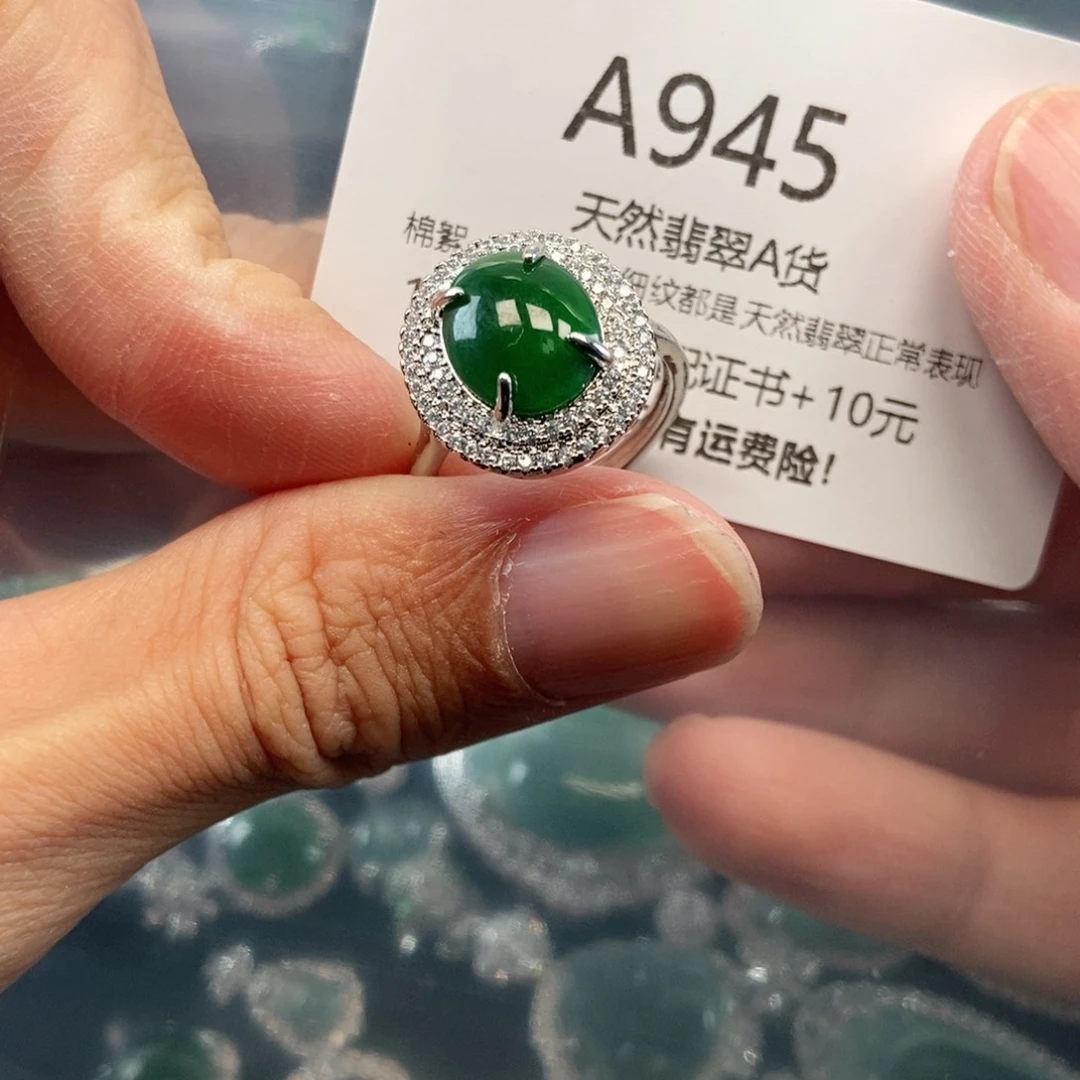 A945
天然翡翠A货
棉絮
细纹都是天然翡翠正常表现
证书+10元
有运费险!